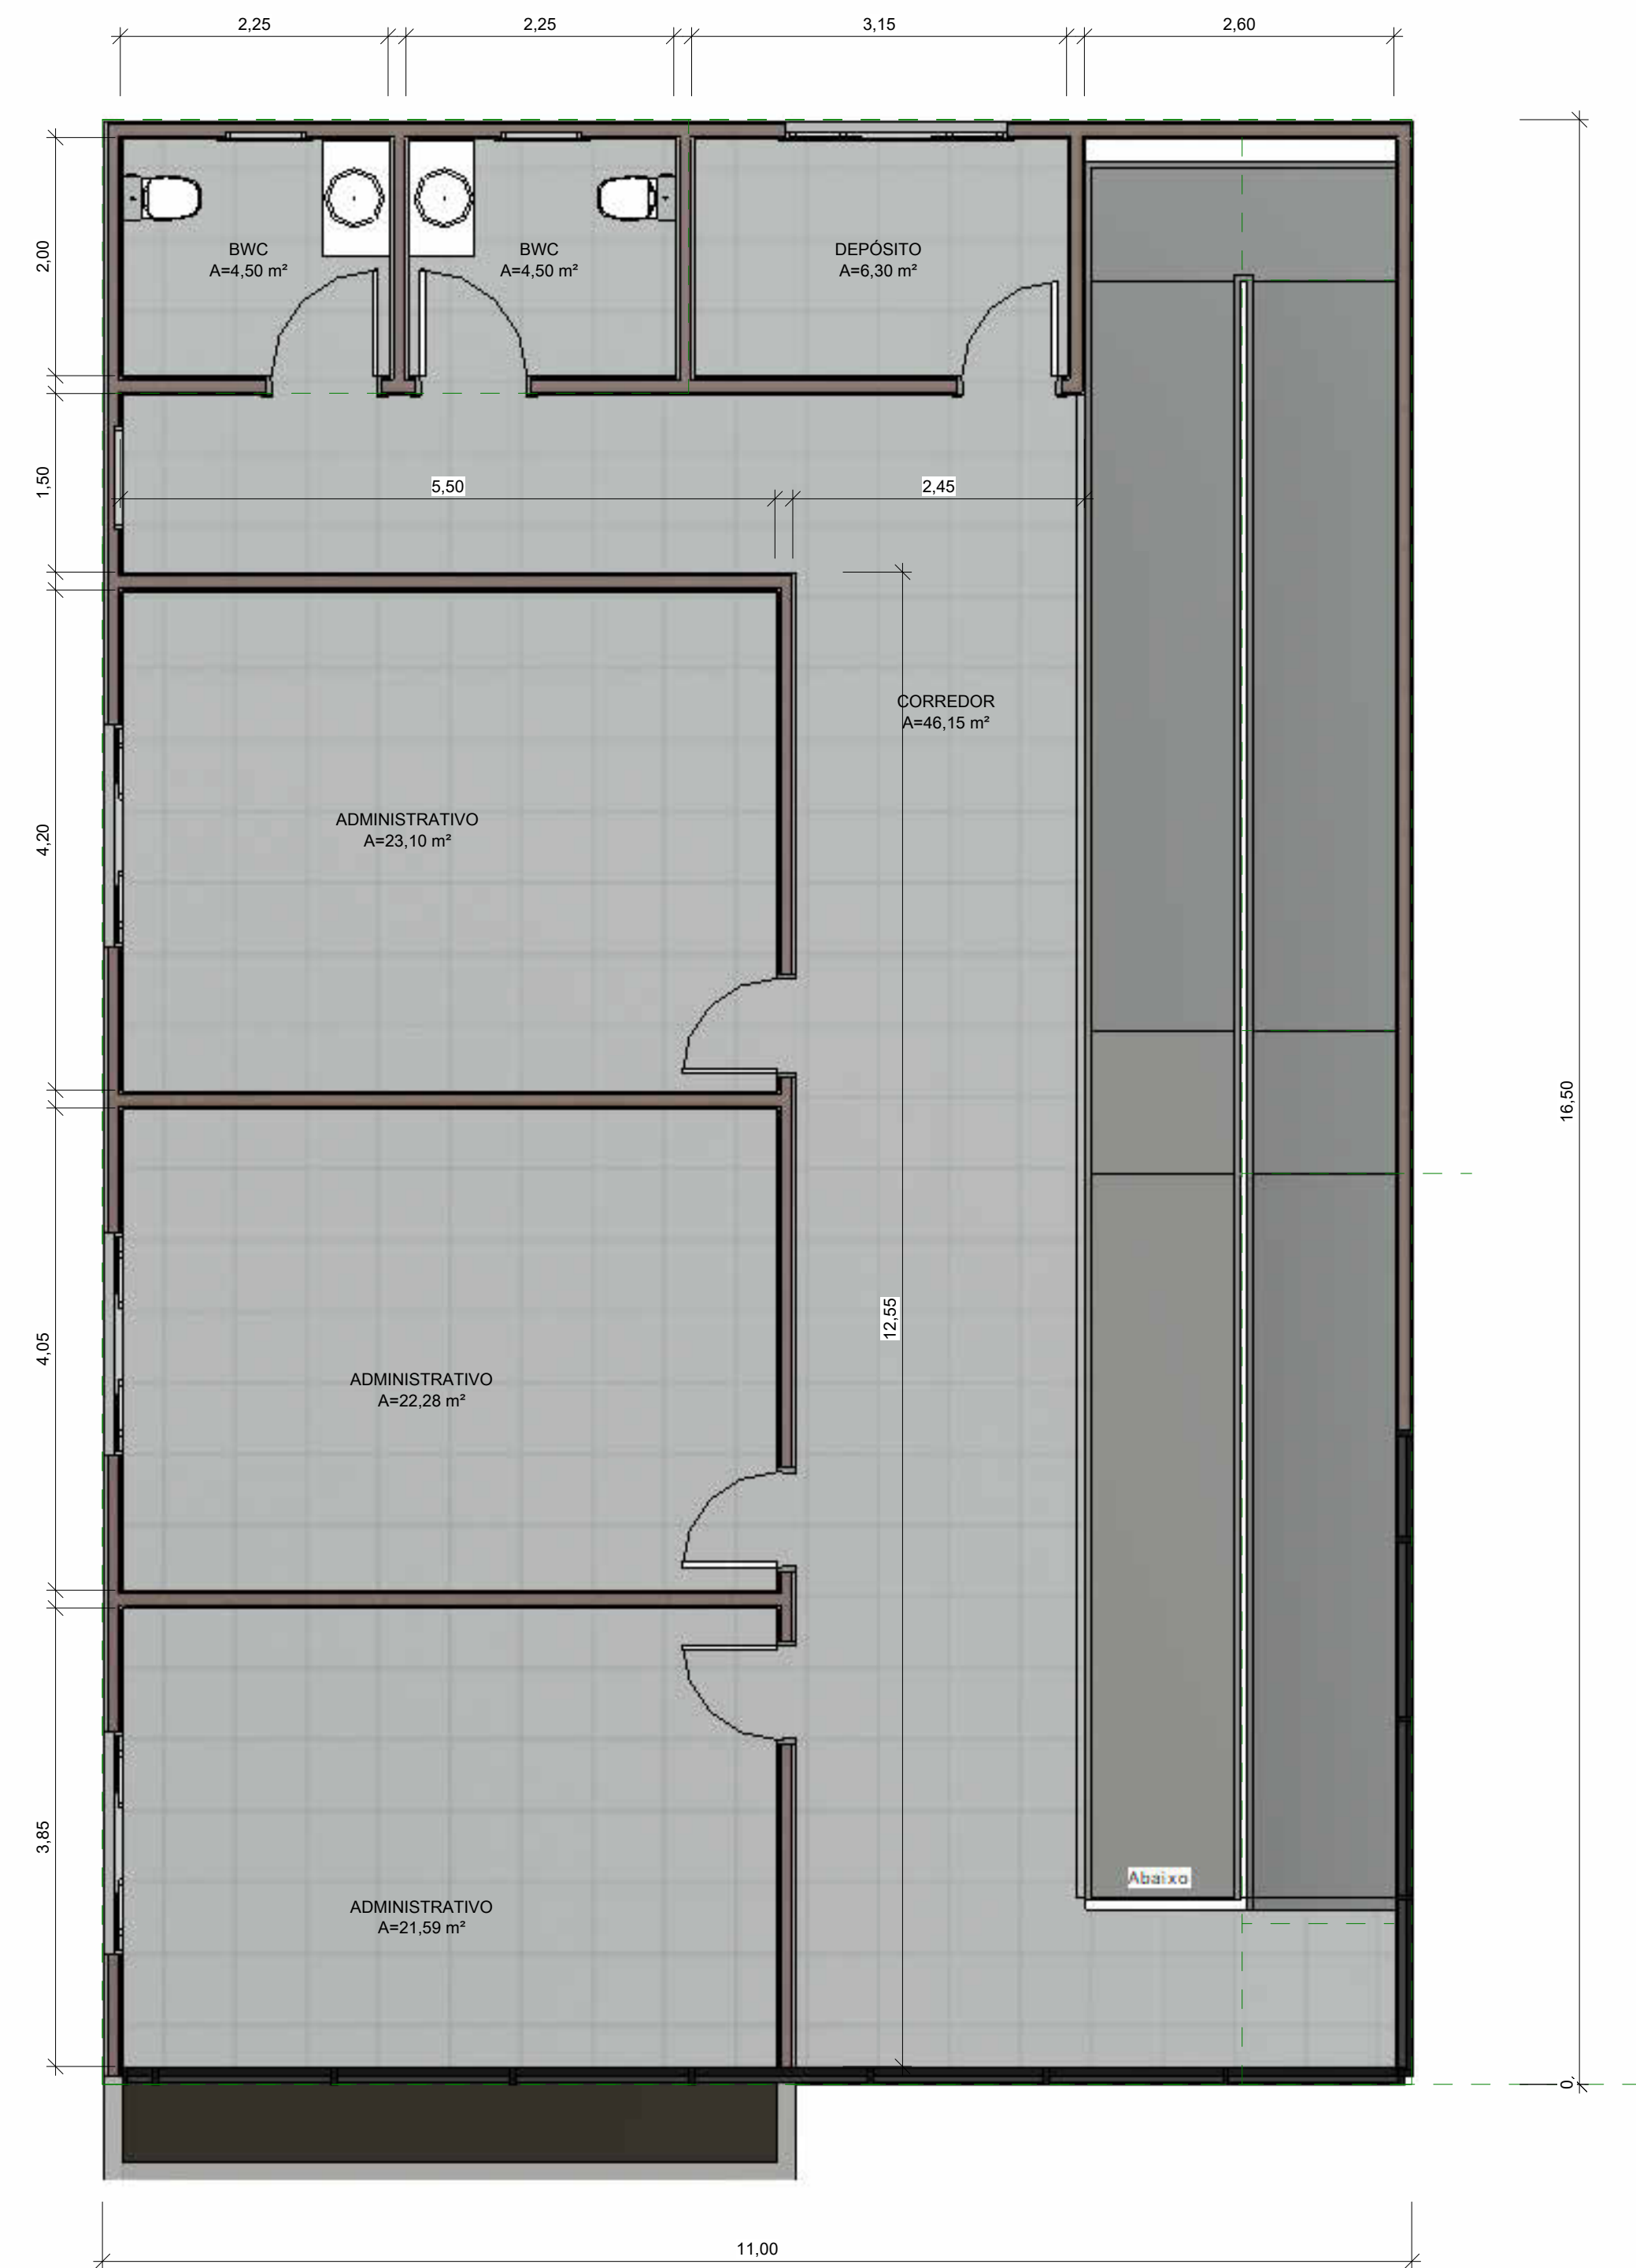 2,25
2,25
3,15
2,60
2,00
BWC
A=4,50 m²
BWC
A=4,50 m²
DEPÓSITO
A=6,30 m²
1,50
5,50
2,45
CORREDOR
A=46,15 m²
4,20
ADMINISTRATIVO
A=23,10 m²
16,50
12,55
4,05
ADMINISTRATIVO
A=22,28 m²
3,85
Abaixo
ADMINISTRATIVO
A=21,59 m²
0,
11,00